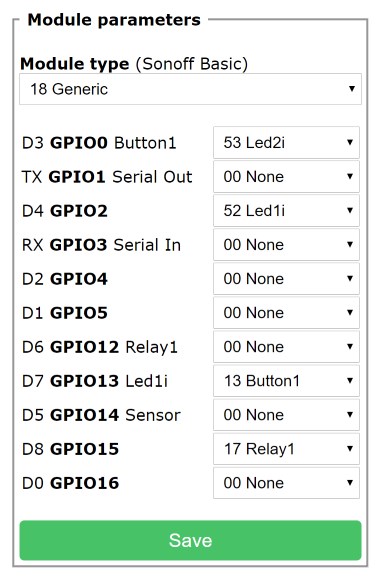 Module parameters
Module type (Sonoff Basic)
18 Generic
D3 GPIO0 Button1 53 Led2i
TX GPIO1 Serial Out 00 None
D4 GPIO2 52 Led1i
RX GPIO3 Serial In 00 None
D2 GPIO4 00 None
D1 GPIO5 00 None
D6 GPIO12 Relay1 00 None
D7 GPIO13 Led1i 13 Button1
D5 GPIO14 Sensor 00 None
D8 GPIO15 17 Relay1
D0 GPIO16 00 None
Save